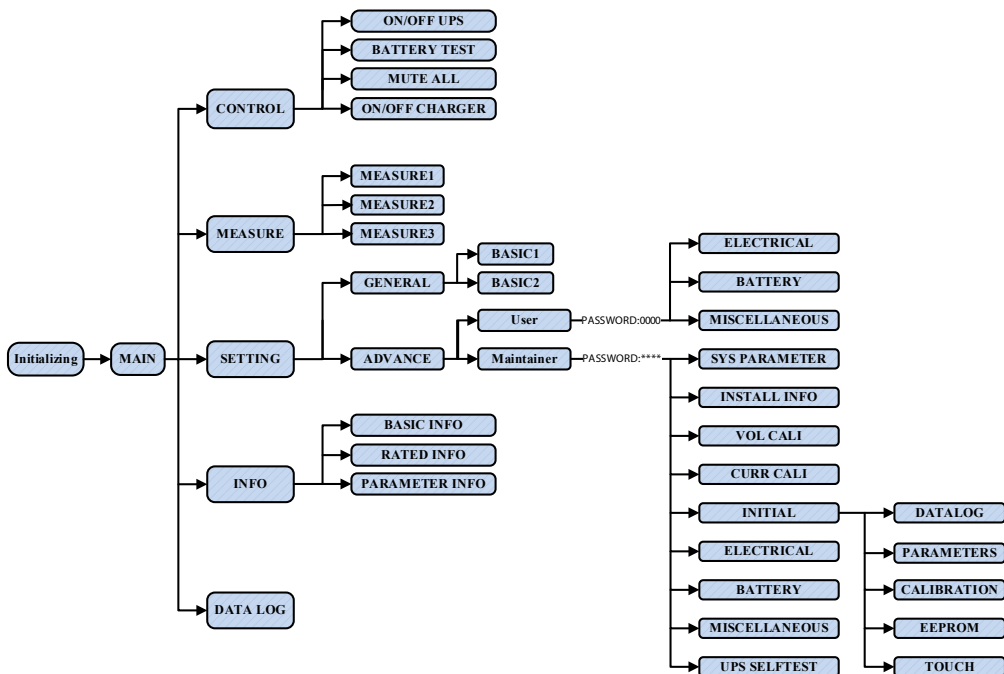 Initializing
MAIN
CONTROL
ON/OFF UPS
BATTERY TEST
MUTE ALL
ON/OFF CHARGER
MEASURE
MEASURE1
MEASURE2
MEASURE3
SETTING
GENERAL
BASIC1
BASIC2
ADVANCE
User
PASSWORD:0000
ELECTRICAL
BATTERY
MISCELLANEOUS
Maintainer
PASSWORD:****
SYS PARAMETER
INSTALL INFO
VOL CALI
CURR CALI
INITIAL
DATALOG
PARAMETERS
CALIBRATION
EEPROM
TOUCH
ELECTRICAL
BATTERY
MISCELLANEOUS
UPS SELFTEST
INFO
BASIC INFO
RATED INFO
PARAMETER INFO
DATA LOG